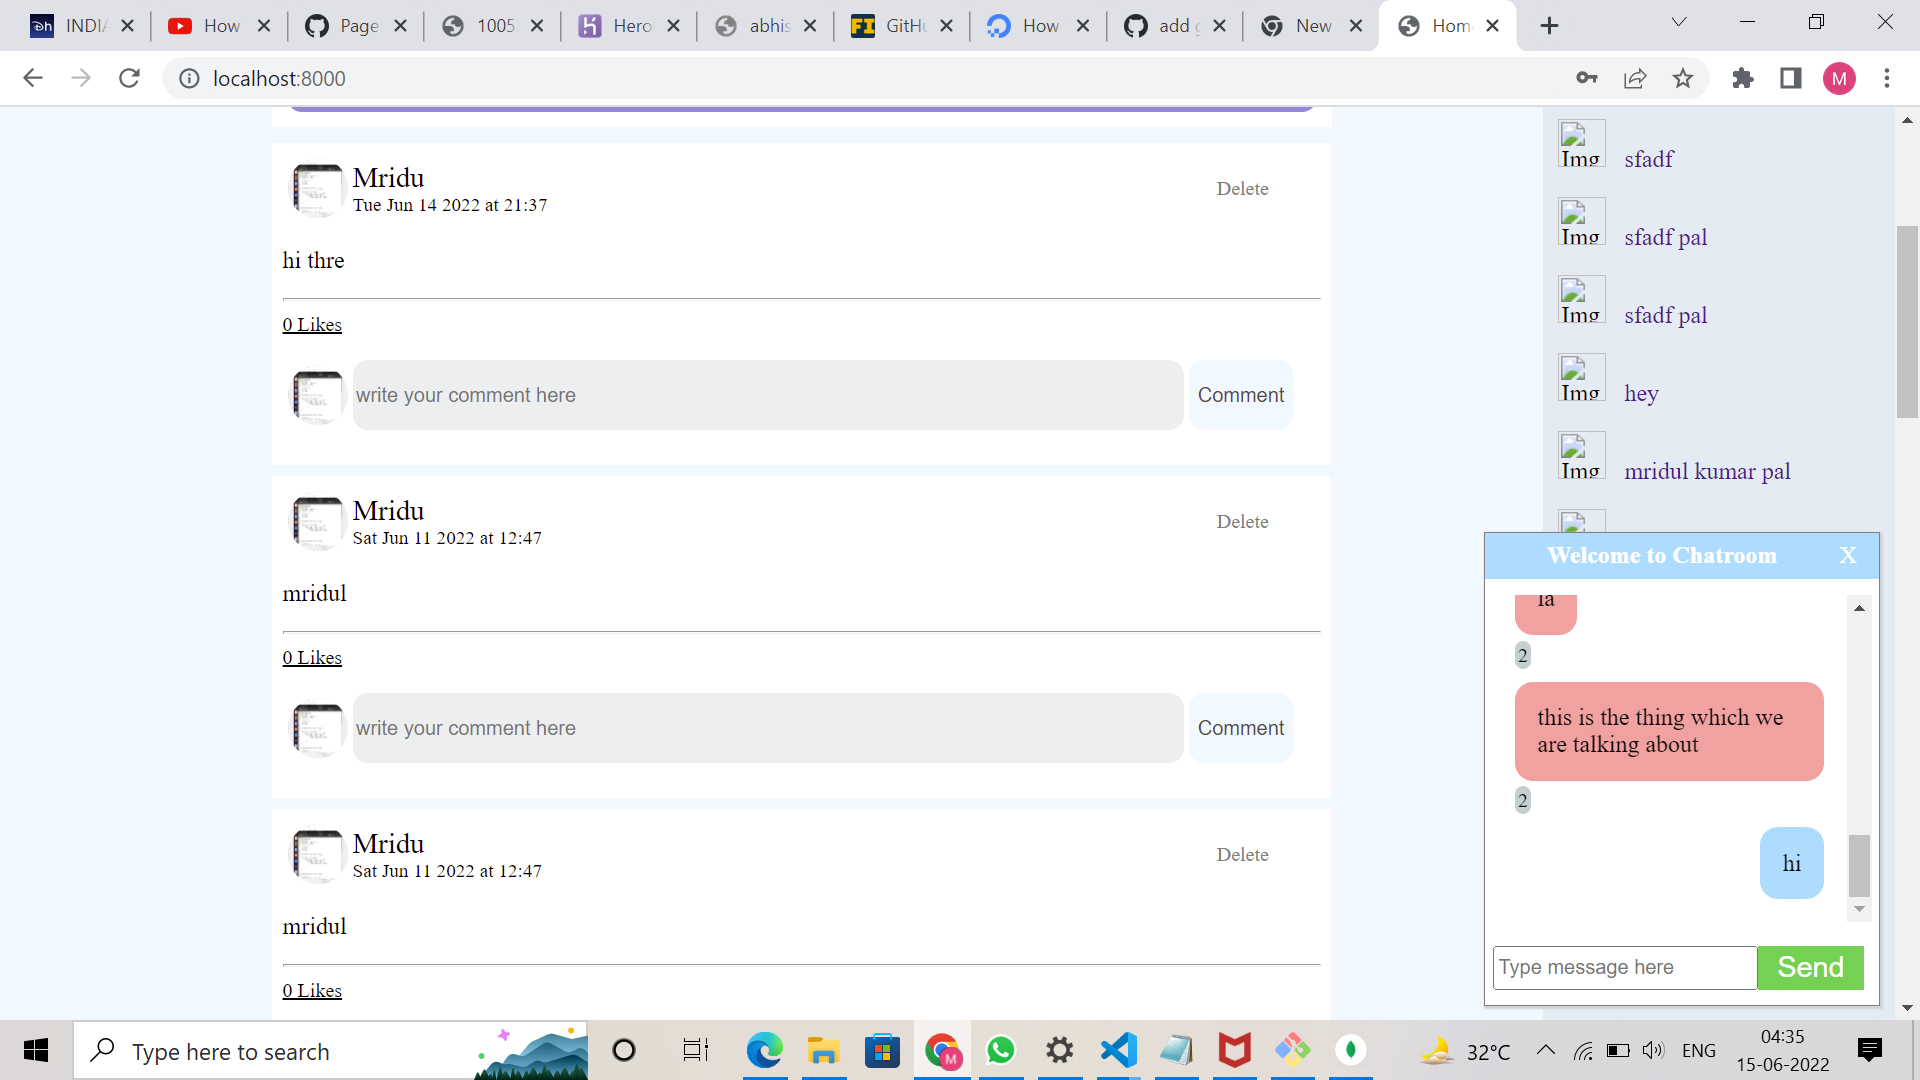 INDIA
How
Page
1005
Hero
abhis
GitHu
How
add g
New
Hom
localhost:8000
M
Mridu
Tue Jun 14 2022 at 21:37
Delete
hi thre
0 Likes
write your comment here
Comment
Mridu
Sat Jun 11 2022 at 12:47
Delete
mridul
0 Likes
write your comment here
Comment
Mridu
Sat Jun 11 2022 at 12:47
Delete
mridul
0 Likes
Img
sfadf
Img
sfadf pal
Img
sfadf pal
Img
hey
Img
mridul kumar pal
Welcome to Chatroom
X
la
2
this is the thing which we
are talking about
2
hi
Type message here
Send
Type here to search
M
32°C
ENG
04:35
15-06-2022